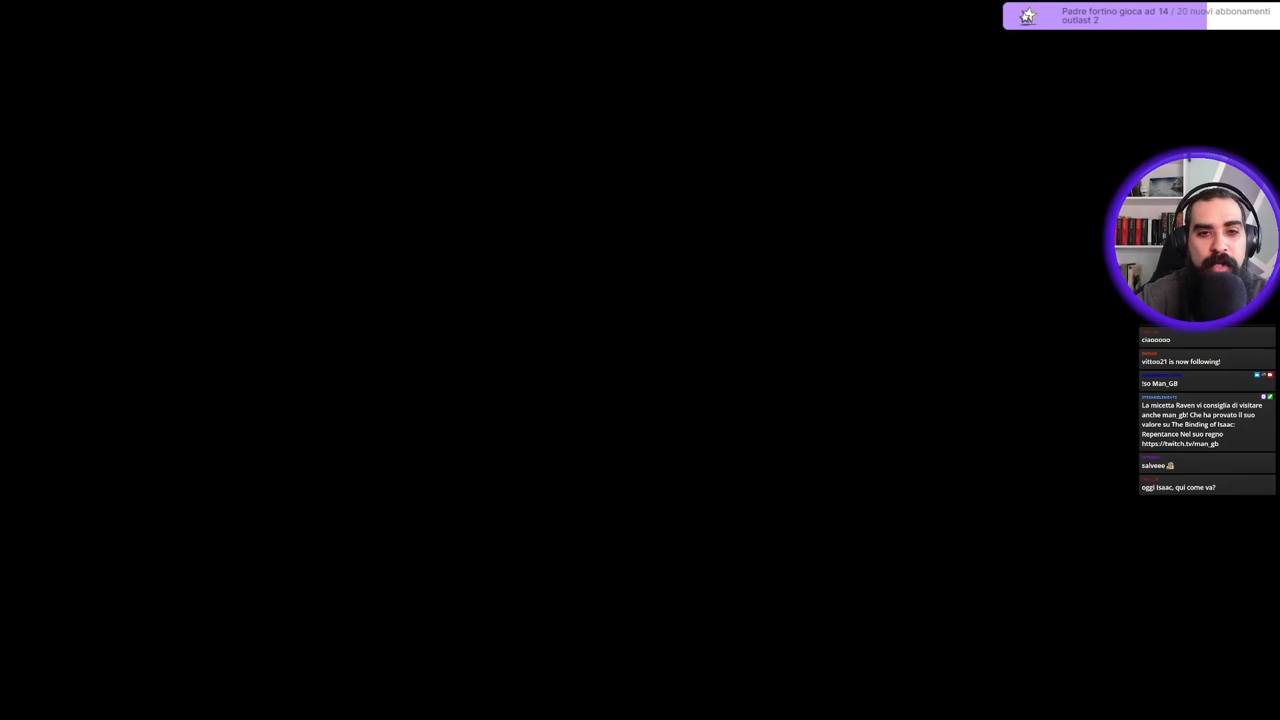 Padre fortino gioca ad 14 / 20 nuovi abbonamenti
outlast 2
ciaooooo
vittoo21 is now following!
!so Man_GB
La micetta Raven vi consiglia di visitare
anche man_gb! Che ha provato il suo
valore su The Binding of Isaac:
Repentance Nel suo regno
https://twitch.tv/man_gb
salveee
oggi Isaac, qui come va?